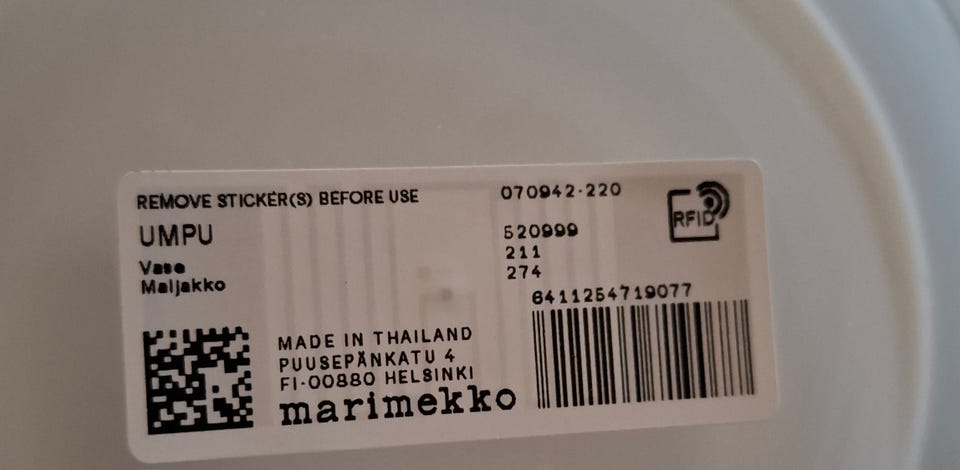 REMOVE STICKER(S) BEFORE USE
UMPU
Vase
Maljakko
070942-220
520999
211
274
RFID
6411254719077
MADE IN THAILAND
PUUSEPÄNKATU 4
FI-00880 HELSINKI
marimekko